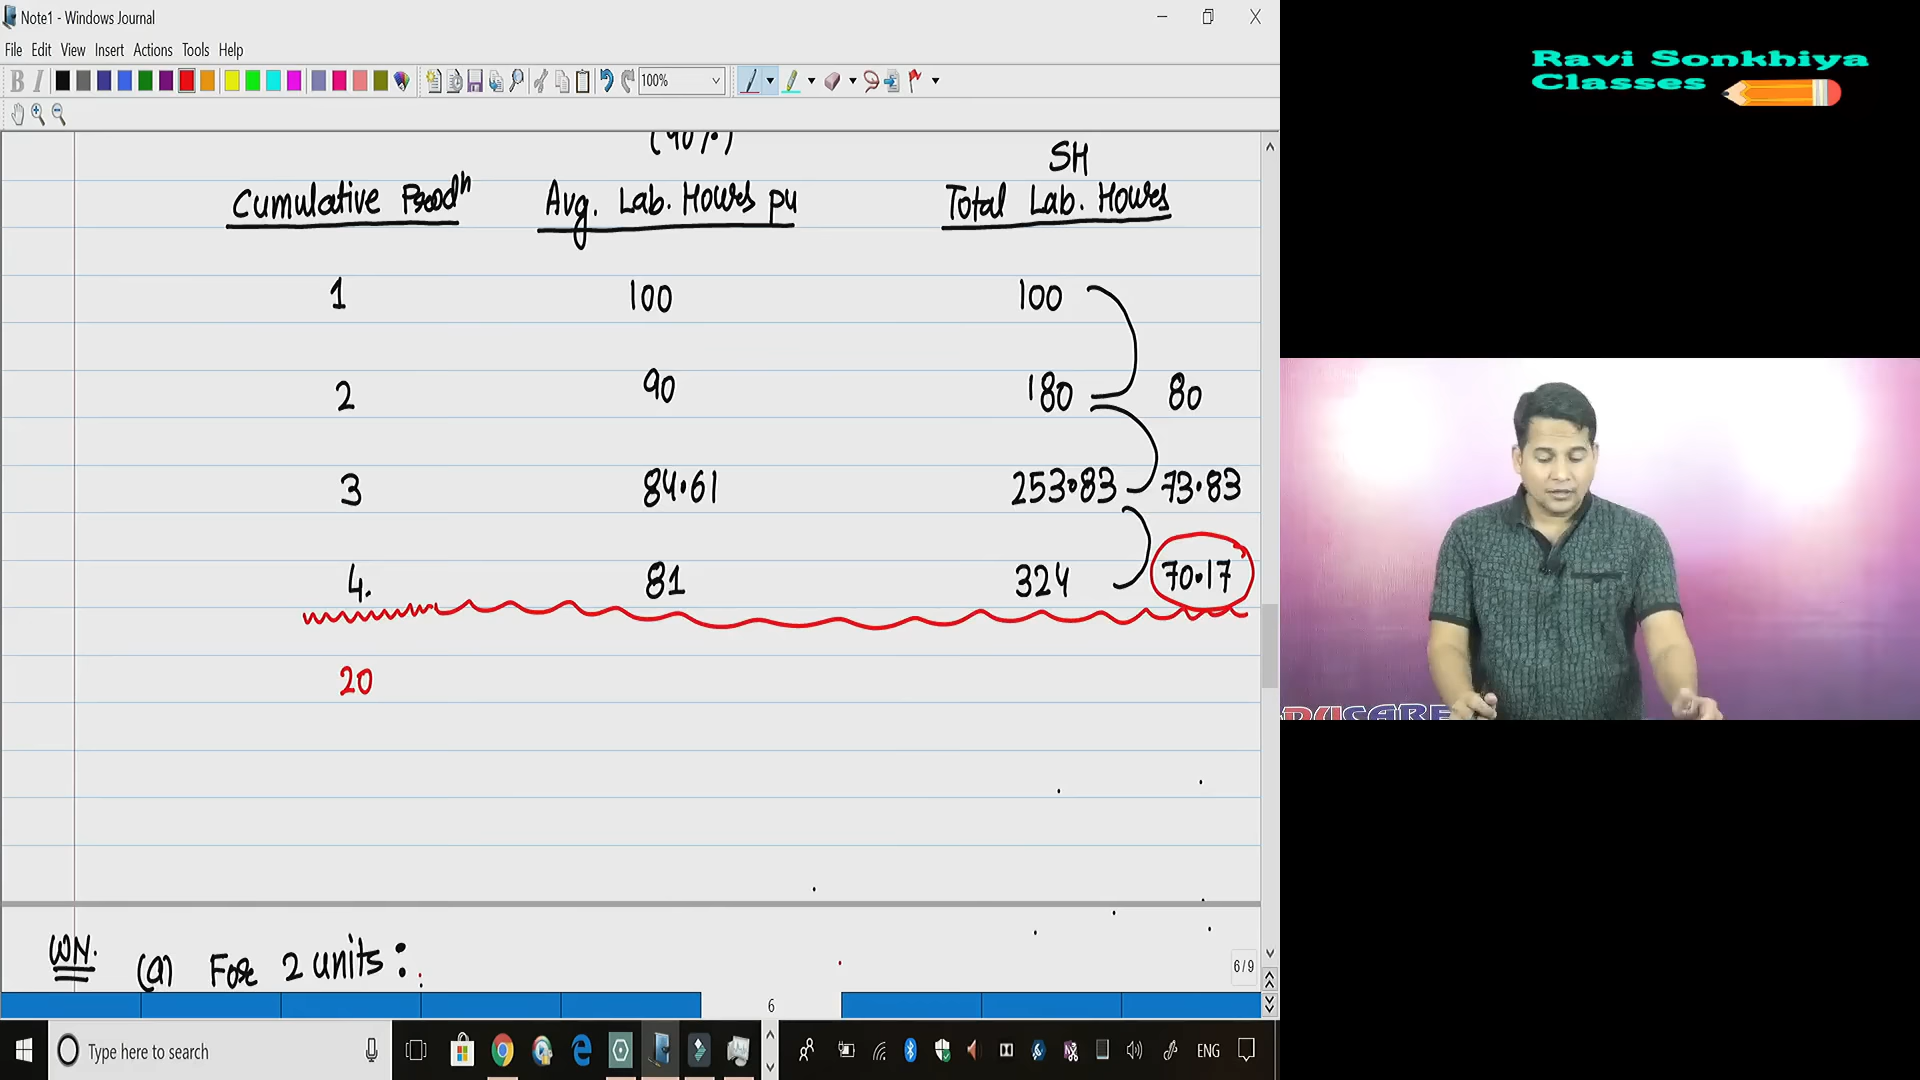 Note1 - Windows Journal
File Edit View Insert Actions Tools Help
B I 100%
(90%)
SH
Cumulative Prodn Avg. Lab. Hours pu Total Lab. Hours
1 100 100
2 90 180 80
3 84.61 253.83 73.83
4. 81 324 70.17
20
WN. (a) For 2 units:
6/9
6
Type here to search
ENG
Ravi Sonkhiya
Classes